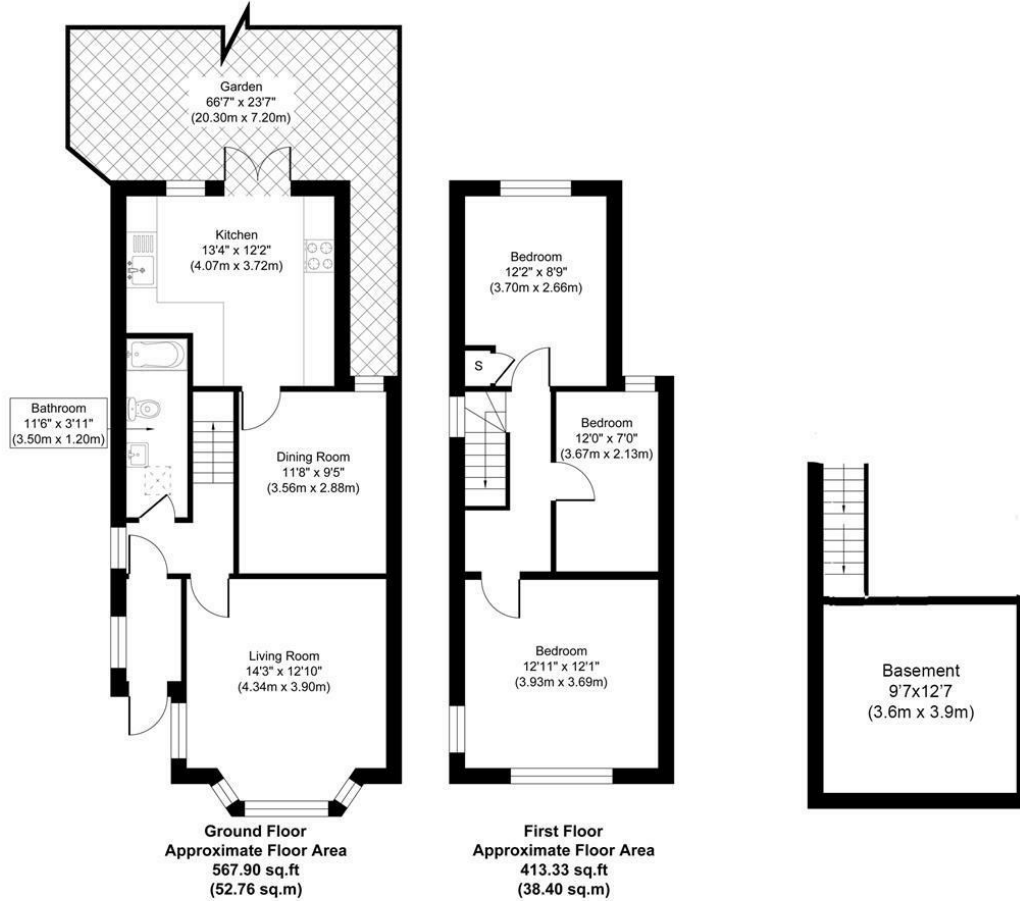 Garden
66'7" x 23'7"
(20.30m x 7.20m)
Kitchen
13'4" x 12'2"
(4.07m x 3.72m)
Bathroom
11'6" x 3'11"
(3.50m x 1.20m)
Dining Room
11'8" x 9'5"
(3.56m x 2.88m)
Living Room
14'3" x 12'10"
(4.34m x 3.90m)
Ground Floor
Approximate Floor Area
567.90 sq.ft
(52.76 sq.m)
Bedroom
12'2" x 8'9"
(3.70m x 2.66m)
S
Bedroom
12'0" x 7'0"
(3.67m x 2.13m)
Bedroom
12'11" x 12'1"
(3.93m x 3.69m)
First Floor
Approximate Floor Area
413.33 sq.ft
(38.40 sq.m)
Basement
9'7x12'7
(3.6m x 3.9m)